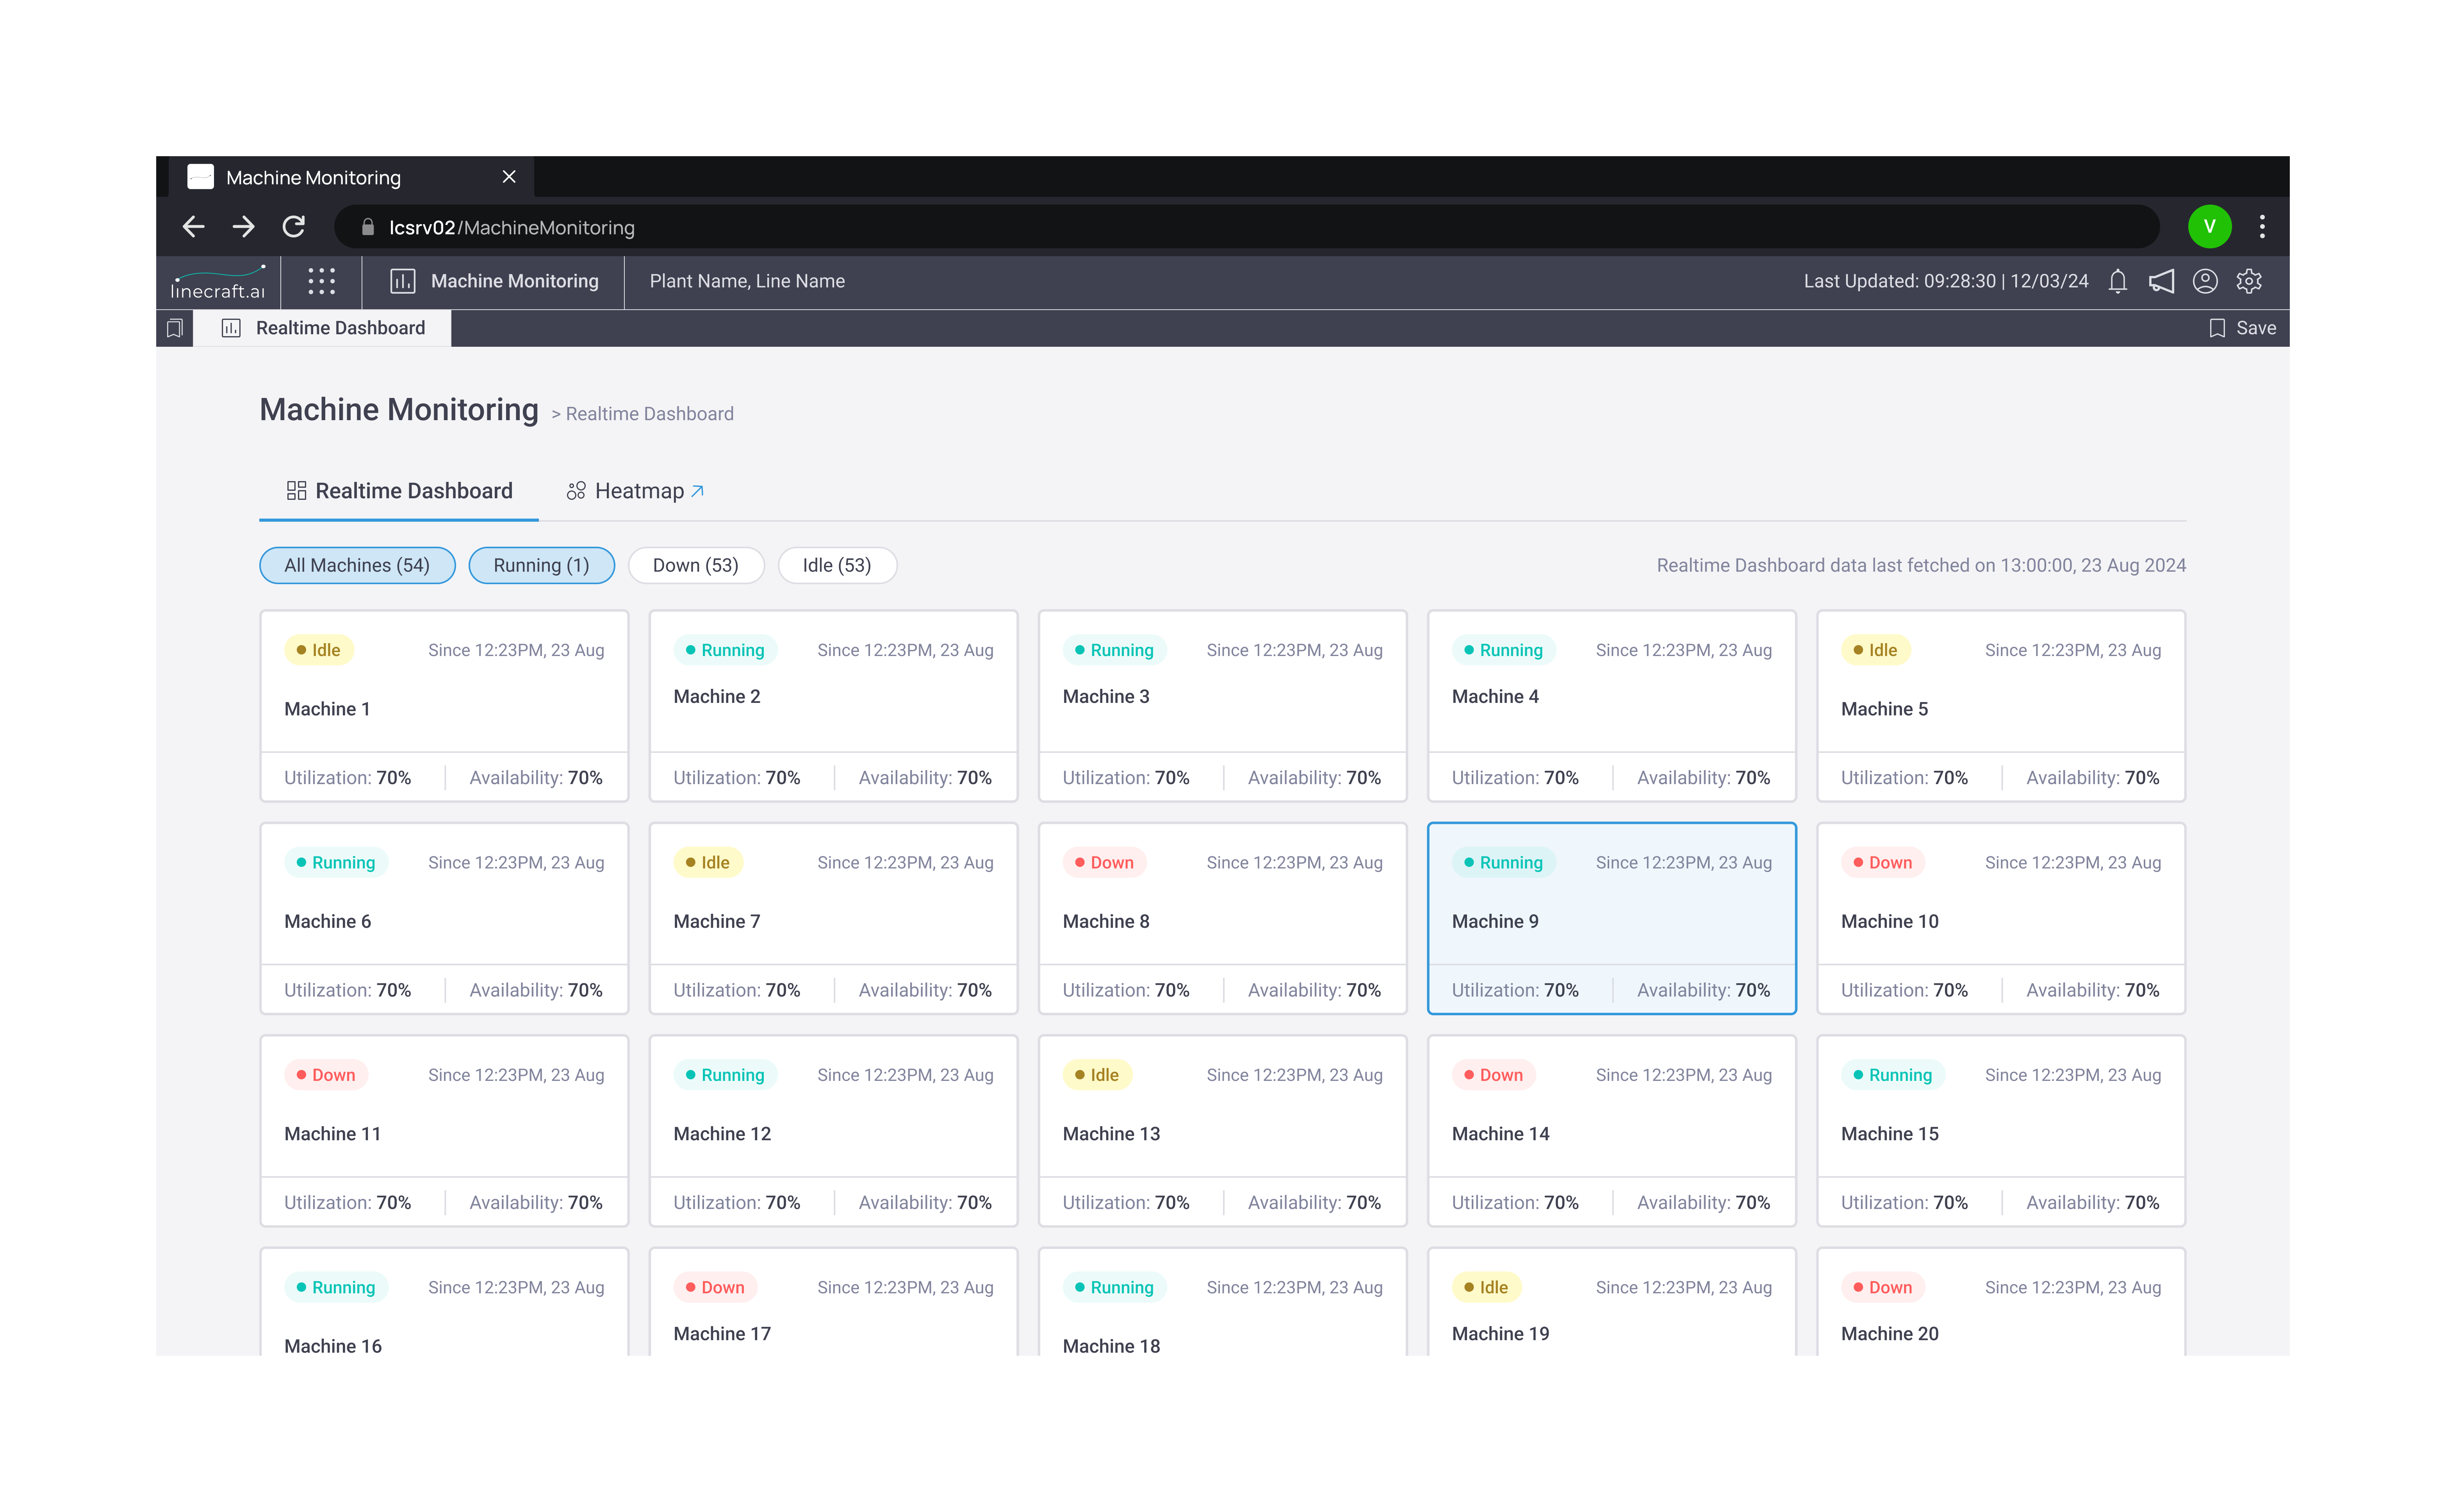 Machine Monitoring
lcsrv02/MachineMonitoring
V
linecraft.ai
Machine Monitoring
Plant Name, Line Name
Last Updated: 09:28:30 | 12/03/24
Realtime Dashboard
Save
Machine Monitoring > Realtime Dashboard
Realtime Dashboard
Heatmap
All Machines (54)
Running (1)
Down (53)
Idle (53)
Realtime Dashboard data last fetched on 13:00:00, 23 Aug 2024
Idle Since 12:23PM, 23 Aug
Machine 1
Utilization: 70% Availability: 70%
Running Since 12:23PM, 23 Aug
Machine 2
Utilization: 70% Availability: 70%
Running Since 12:23PM, 23 Aug
Machine 3
Utilization: 70% Availability: 70%
Running Since 12:23PM, 23 Aug
Machine 4
Utilization: 70% Availability: 70%
Idle Since 12:23PM, 23 Aug
Machine 5
Utilization: 70% Availability: 70%
Running Since 12:23PM, 23 Aug
Machine 6
Utilization: 70% Availability: 70%
Idle Since 12:23PM, 23 Aug
Machine 7
Utilization: 70% Availability: 70%
Down Since 12:23PM, 23 Aug
Machine 8
Utilization: 70% Availability: 70%
Running Since 12:23PM, 23 Aug
Machine 9
Utilization: 70% Availability: 70%
Down Since 12:23PM, 23 Aug
Machine 10
Utilization: 70% Availability: 70%
Down Since 12:23PM, 23 Aug
Machine 11
Utilization: 70% Availability: 70%
Running Since 12:23PM, 23 Aug
Machine 12
Utilization: 70% Availability: 70%
Idle Since 12:23PM, 23 Aug
Machine 13
Utilization: 70% Availability: 70%
Down Since 12:23PM, 23 Aug
Machine 14
Utilization: 70% Availability: 70%
Running Since 12:23PM, 23 Aug
Machine 15
Utilization: 70% Availability: 70%
Running Since 12:23PM, 23 Aug
Machine 16
Down Since 12:23PM, 23 Aug
Machine 17
Running Since 12:23PM, 23 Aug
Machine 18
Idle Since 12:23PM, 23 Aug
Machine 19
Down Since 12:23PM, 23 Aug
Machine 20